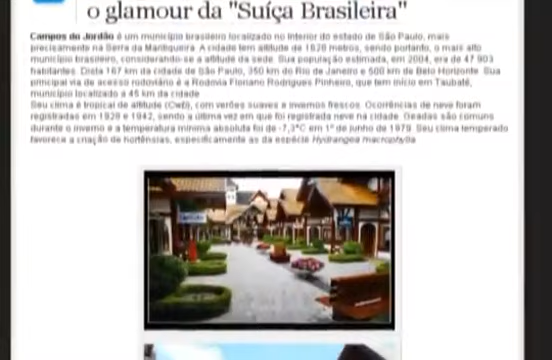 o glamour da "Suíça Brasileira"
Campos do Jordão é um município brasileiro localizado no interior do estado de São Paulo, mais
precisamente na Serra da Mantiqueira. A cidade tem altitude de 1628 metros, sendo portanto, o mais alto
município brasileiro, considerando-se a altitude da sede. Sua população estimada, em 2004, era de 47 903
habitantes. Dista 167 km da cidade de São Paulo, 350 km do Rio de Janeiro e 500 km de Belo Horizonte. Sua
principal via de acesso rodoviário é a Rodovia Floriano Rodrigues Pinheiro, que tem início em Taubaté,
município localizado a 45 km da cidade.
Seu clima é tropical de altitude (Cwb), com verões suaves e invernos frescos. Ocorrências de neve foram
registradas em 1928 e 1942, sendo a última vez em que foi registrada neve na cidade. Geadas são comuns
durante o inverno e a temperatura mínima absoluta foi de -7,3°C em 1º de junho de 1979. Seu clima temperado
favorece a criação de hortênsias, especificamente as da espécie Hydrangea macrophylla